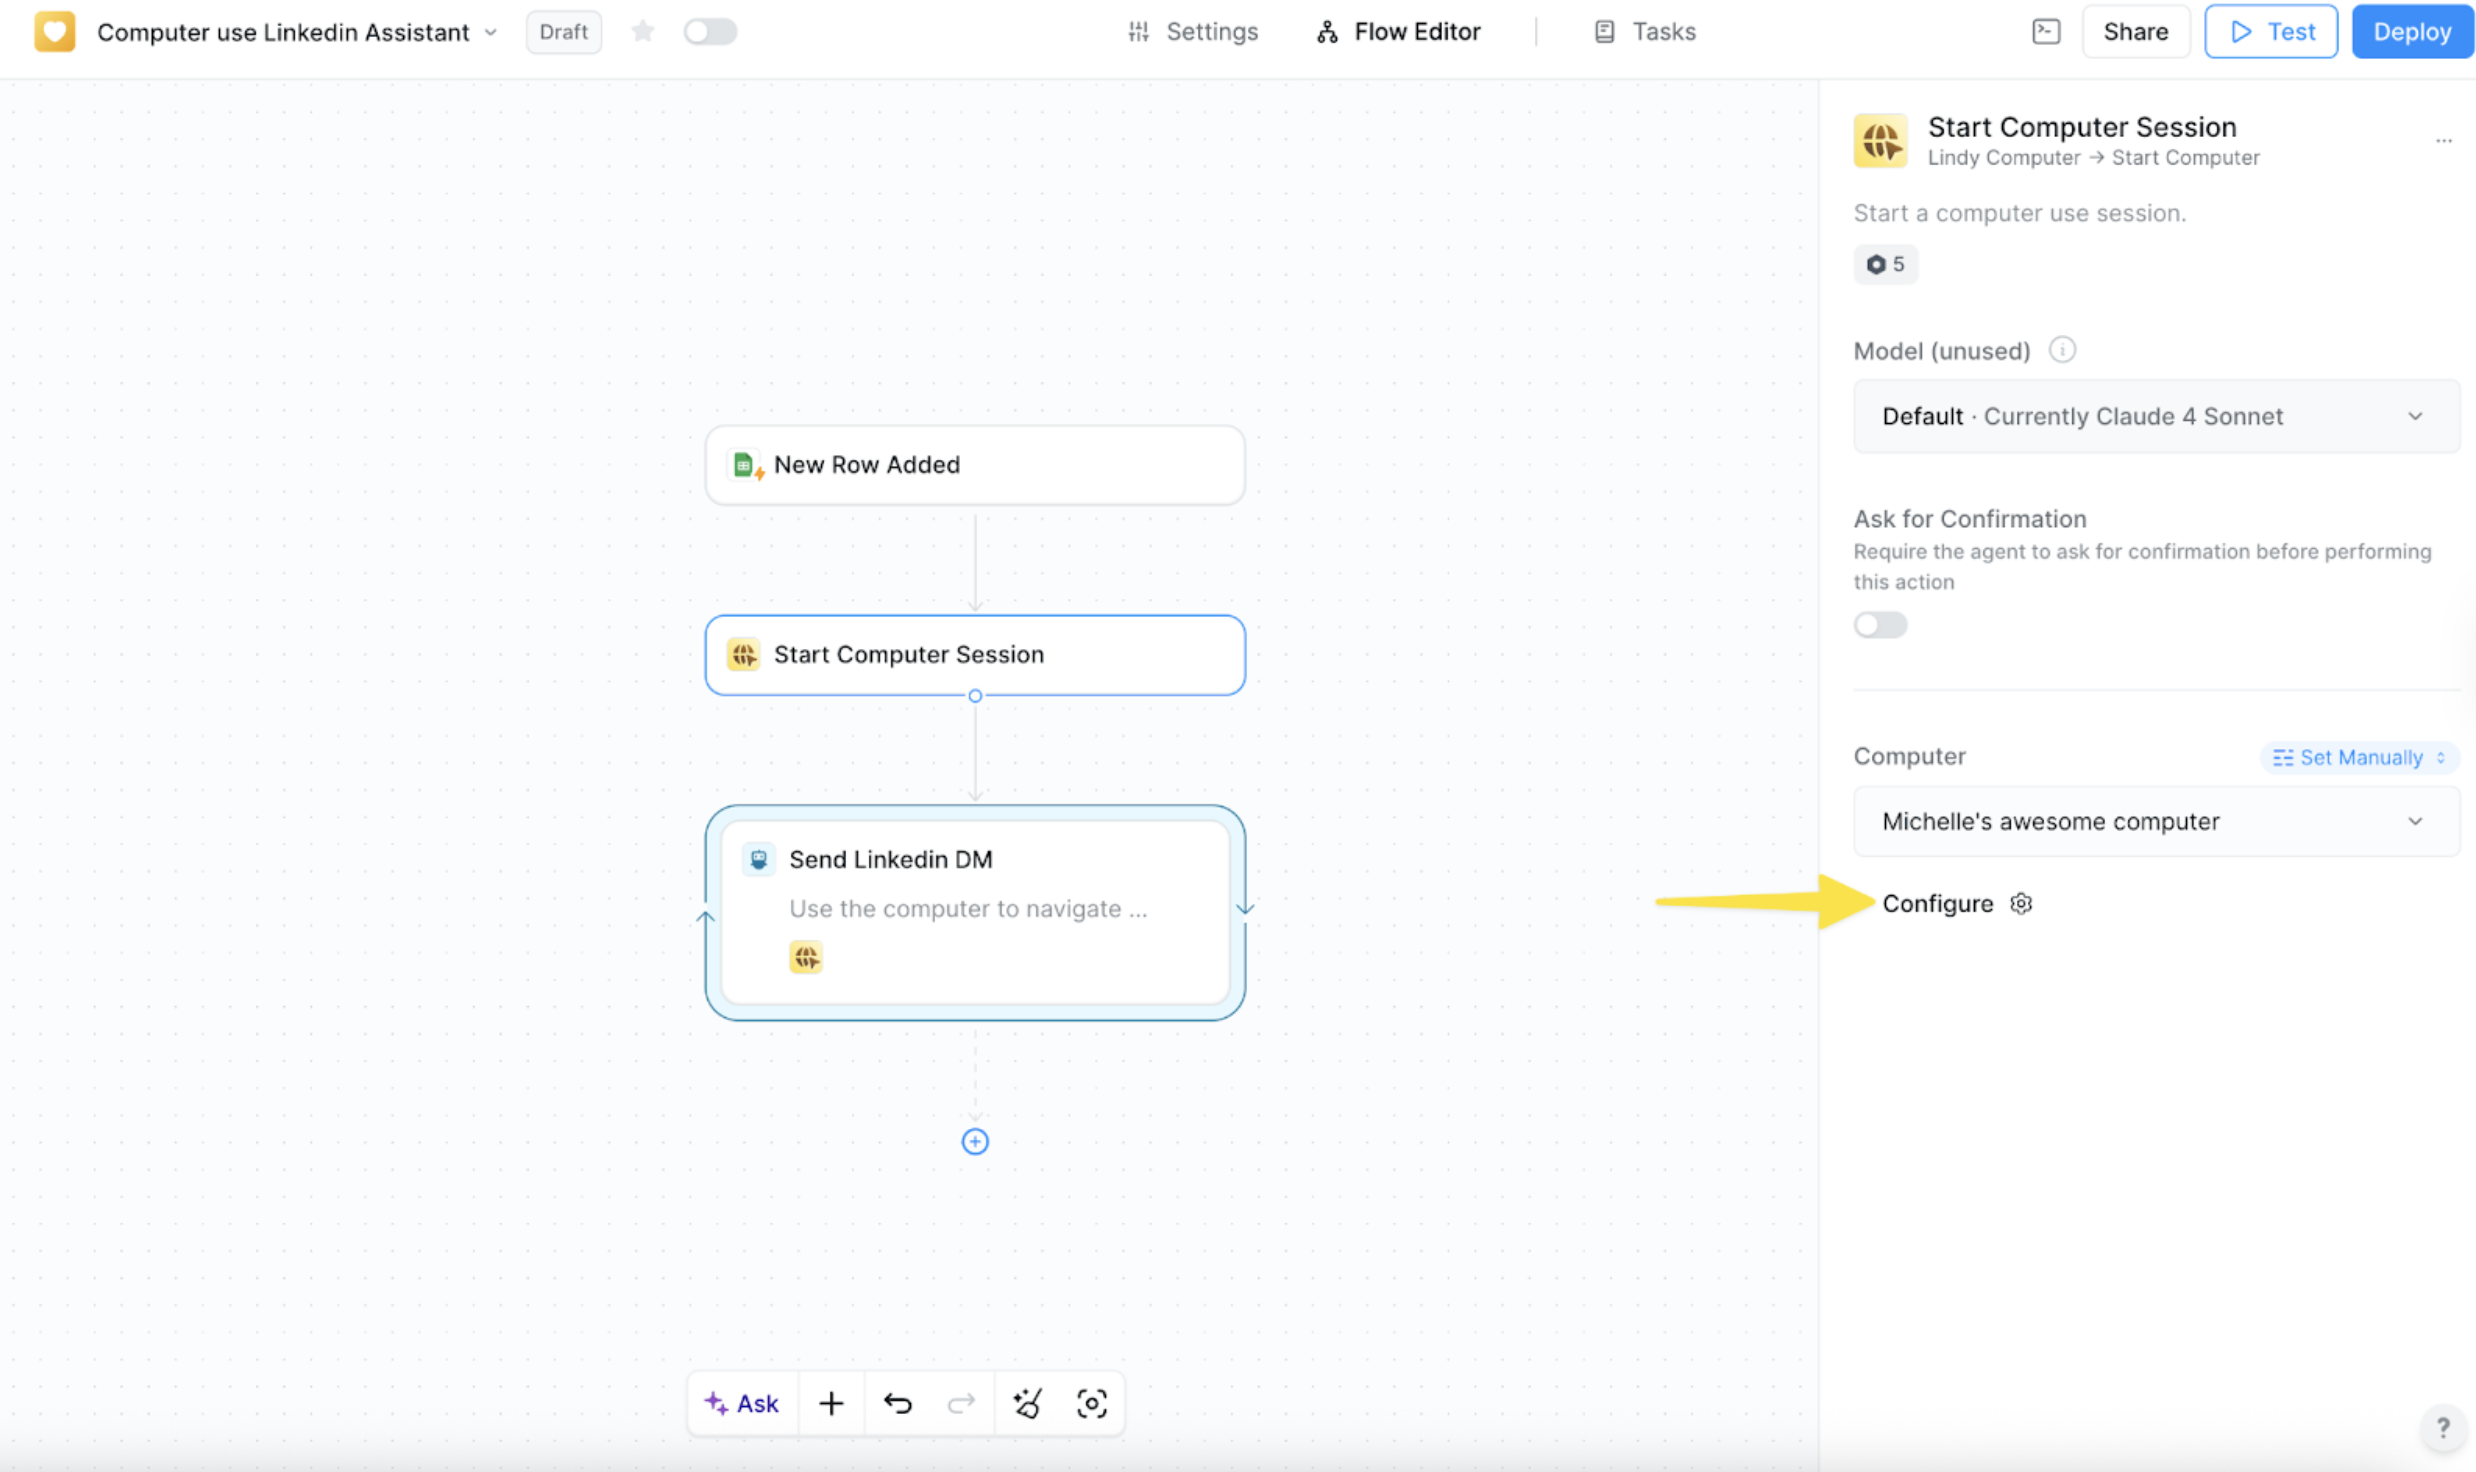 Computer use Linkedin Assistant
Draft
Settings
Flow Editor
Tasks
Share
Test
Deploy
New Row Added
Start Computer Session
Send Linkedin DM
Use the computer to navigate ...
Ask
Start Computer Session
Lindy Computer → Start Computer
Start a computer use session.
5
Model (unused)
Default · Currently Claude 4 Sonnet
Ask for Confirmation
Require the agent to ask for confirmation before performing
this action
Computer
Set Manually
Michelle's awesome computer
Configure
?